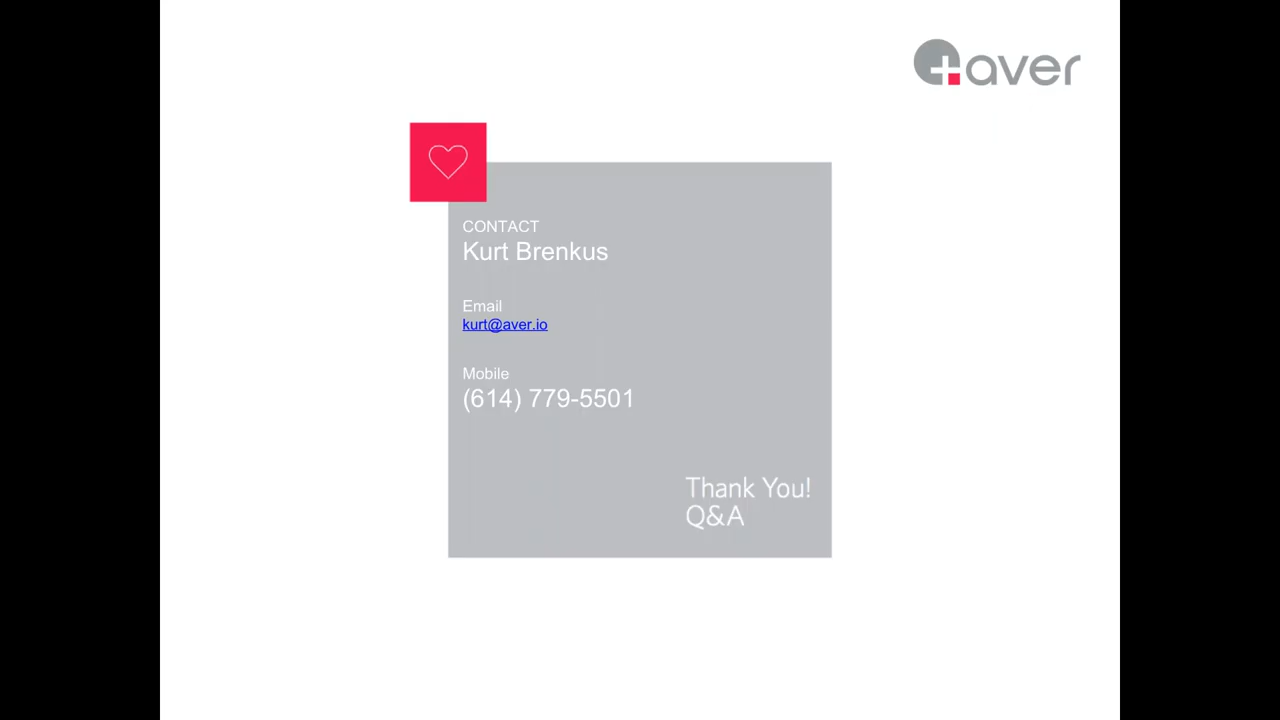 aver
CONTACT
Kurt Brenkus
Email
kurt@aver.io
Mobile
(614) 779-5501
Thank You!
Q&A